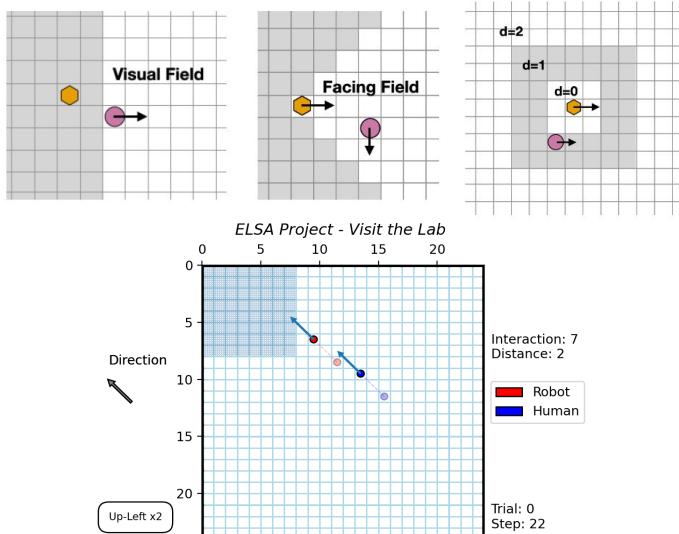 Visual Field
Facing Field
d=2
d=1
d=0
ELSA Project - Visit the Lab
0 5 10 15 20
0
5
10
15
20
Direction
Up-Left x2
Interaction: 7
Distance: 2
Robot
Human
Trial: 0
Step: 22